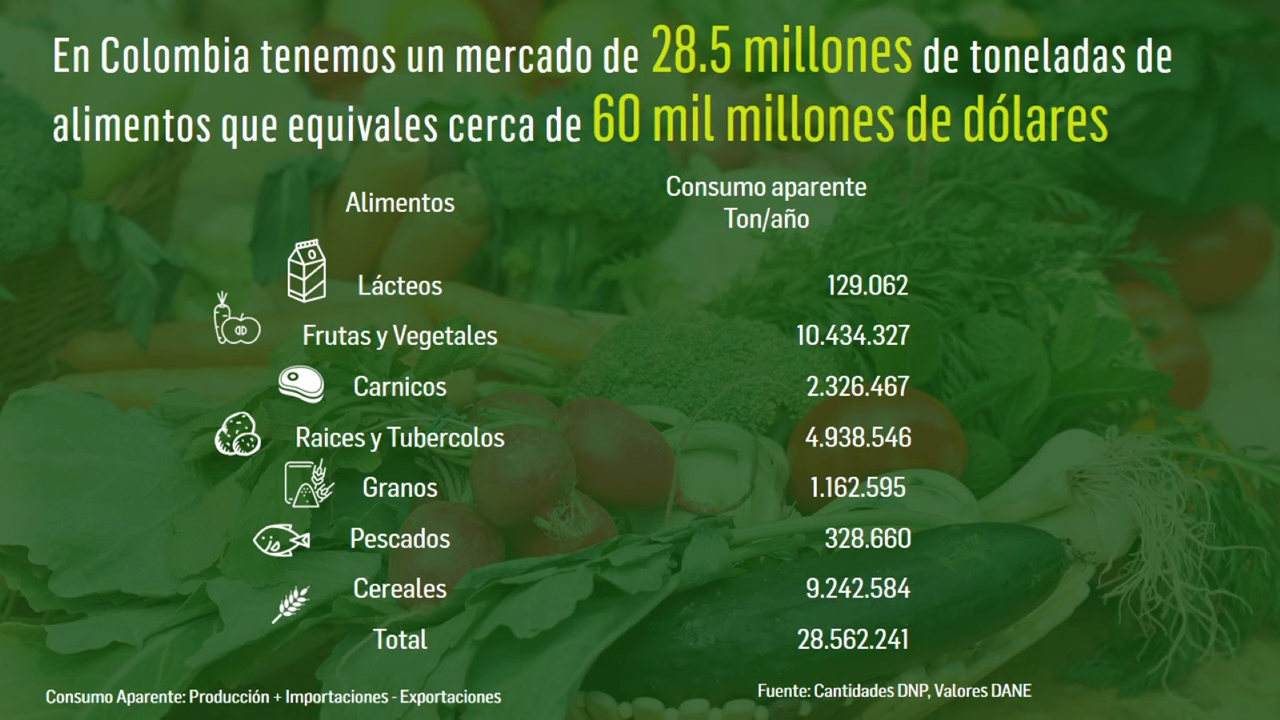 En Colombia tenemos un mercado de 28.5 millones de toneladas de
alimentos que equivales cerca de 60 mil millones de dólares
Alimentos
Consumo aparente
Ton/año
Lácteos 129.062
Frutas y Vegetales 10.434.327
Carnicos 2.326.467
Raices y Tubercolos 4.938.546
Granos 1.162.595
Pescados 328.660
Cereales 9.242.584
Total 28.562.241
Consumo Aparente: Producción + Importaciones - Exportaciones
Fuente: Cantidades DNP, Valores DANE